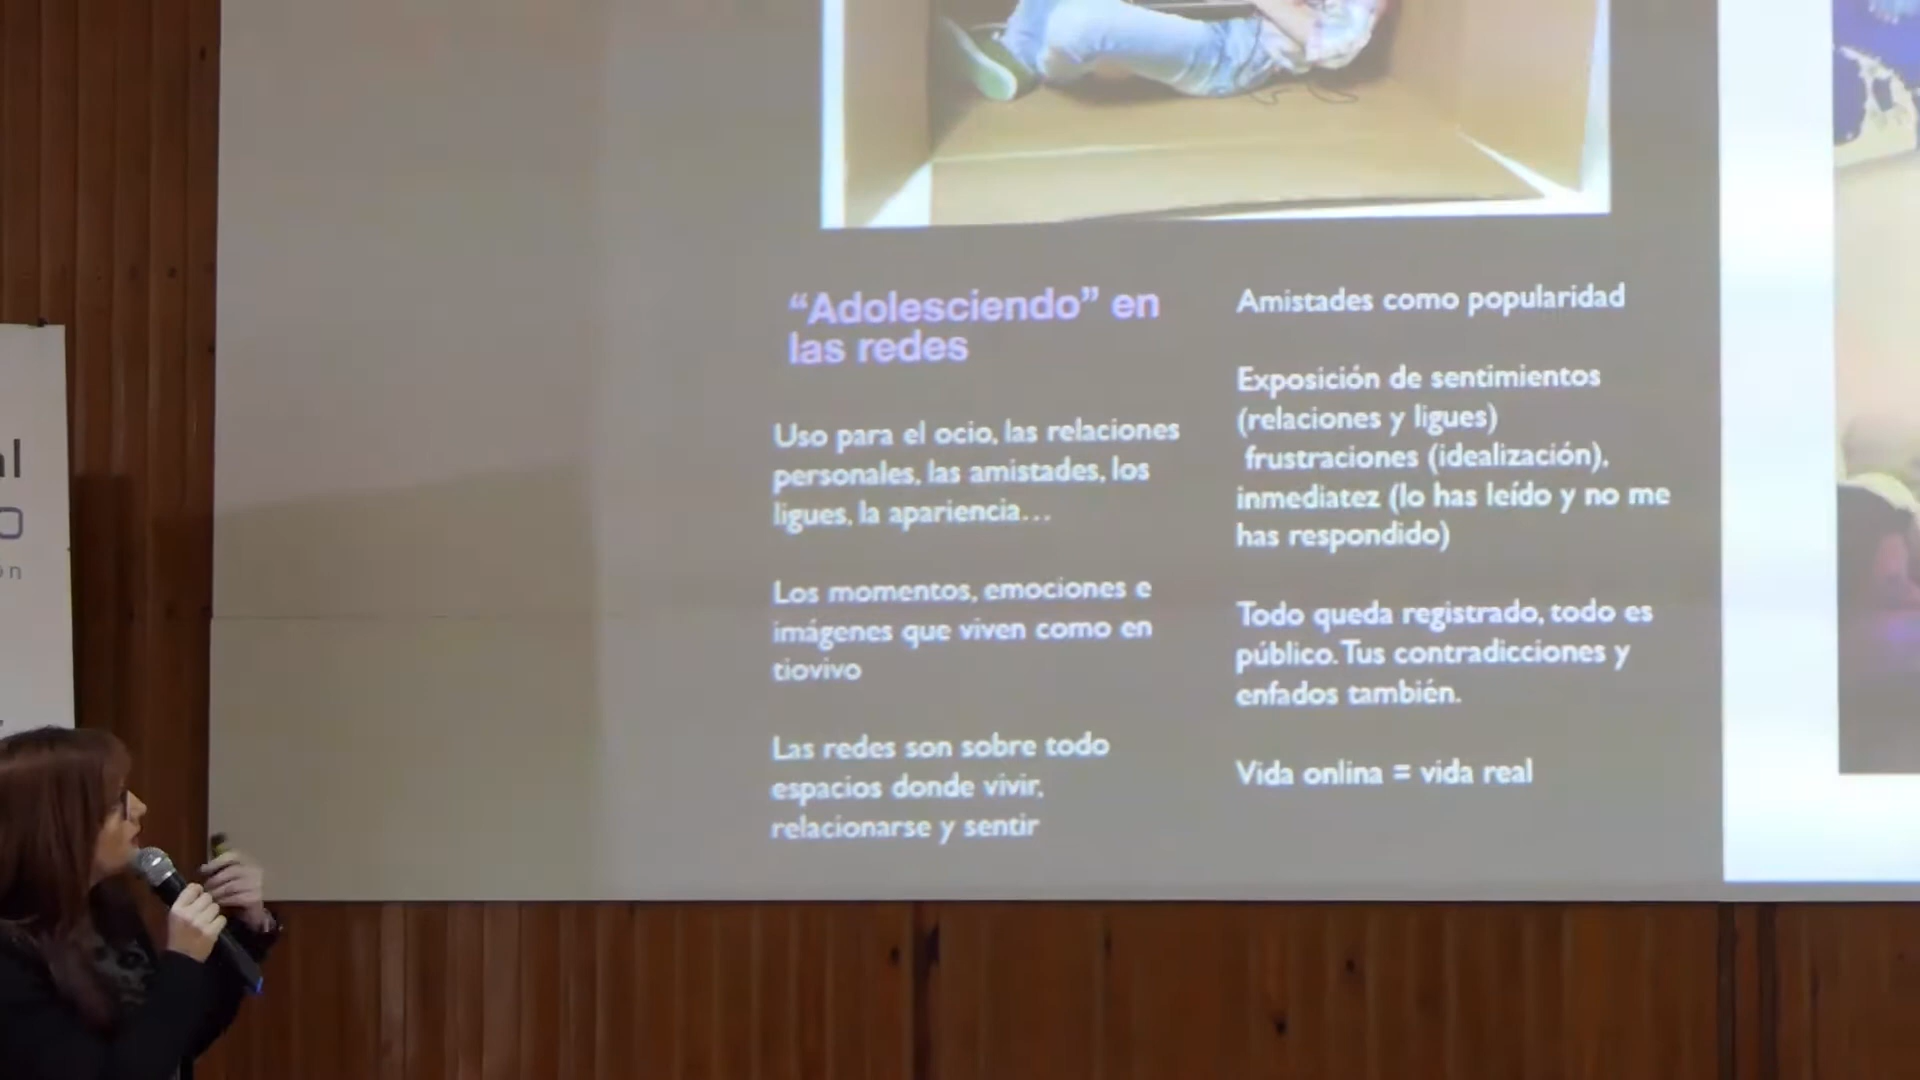 “Adolesciendo” en
las redes
Uso para el ocio, las relaciones
personales, las amistades, los
ligues, la apariencia…
Los momentos, emociones e
imágenes que viven como en
tiovivo
Las redes son sobre todo
espacios donde vivir,
relacionarse y sentir
Amistades como popularidad
Exposición de sentimientos
(relaciones y ligues)
frustraciones (idealización),
inmediatez (lo has leído y no me
has respondido)
Todo queda registrado, todo es
público. Tus contradicciones y
enfados también.
Vida onlina = vida real